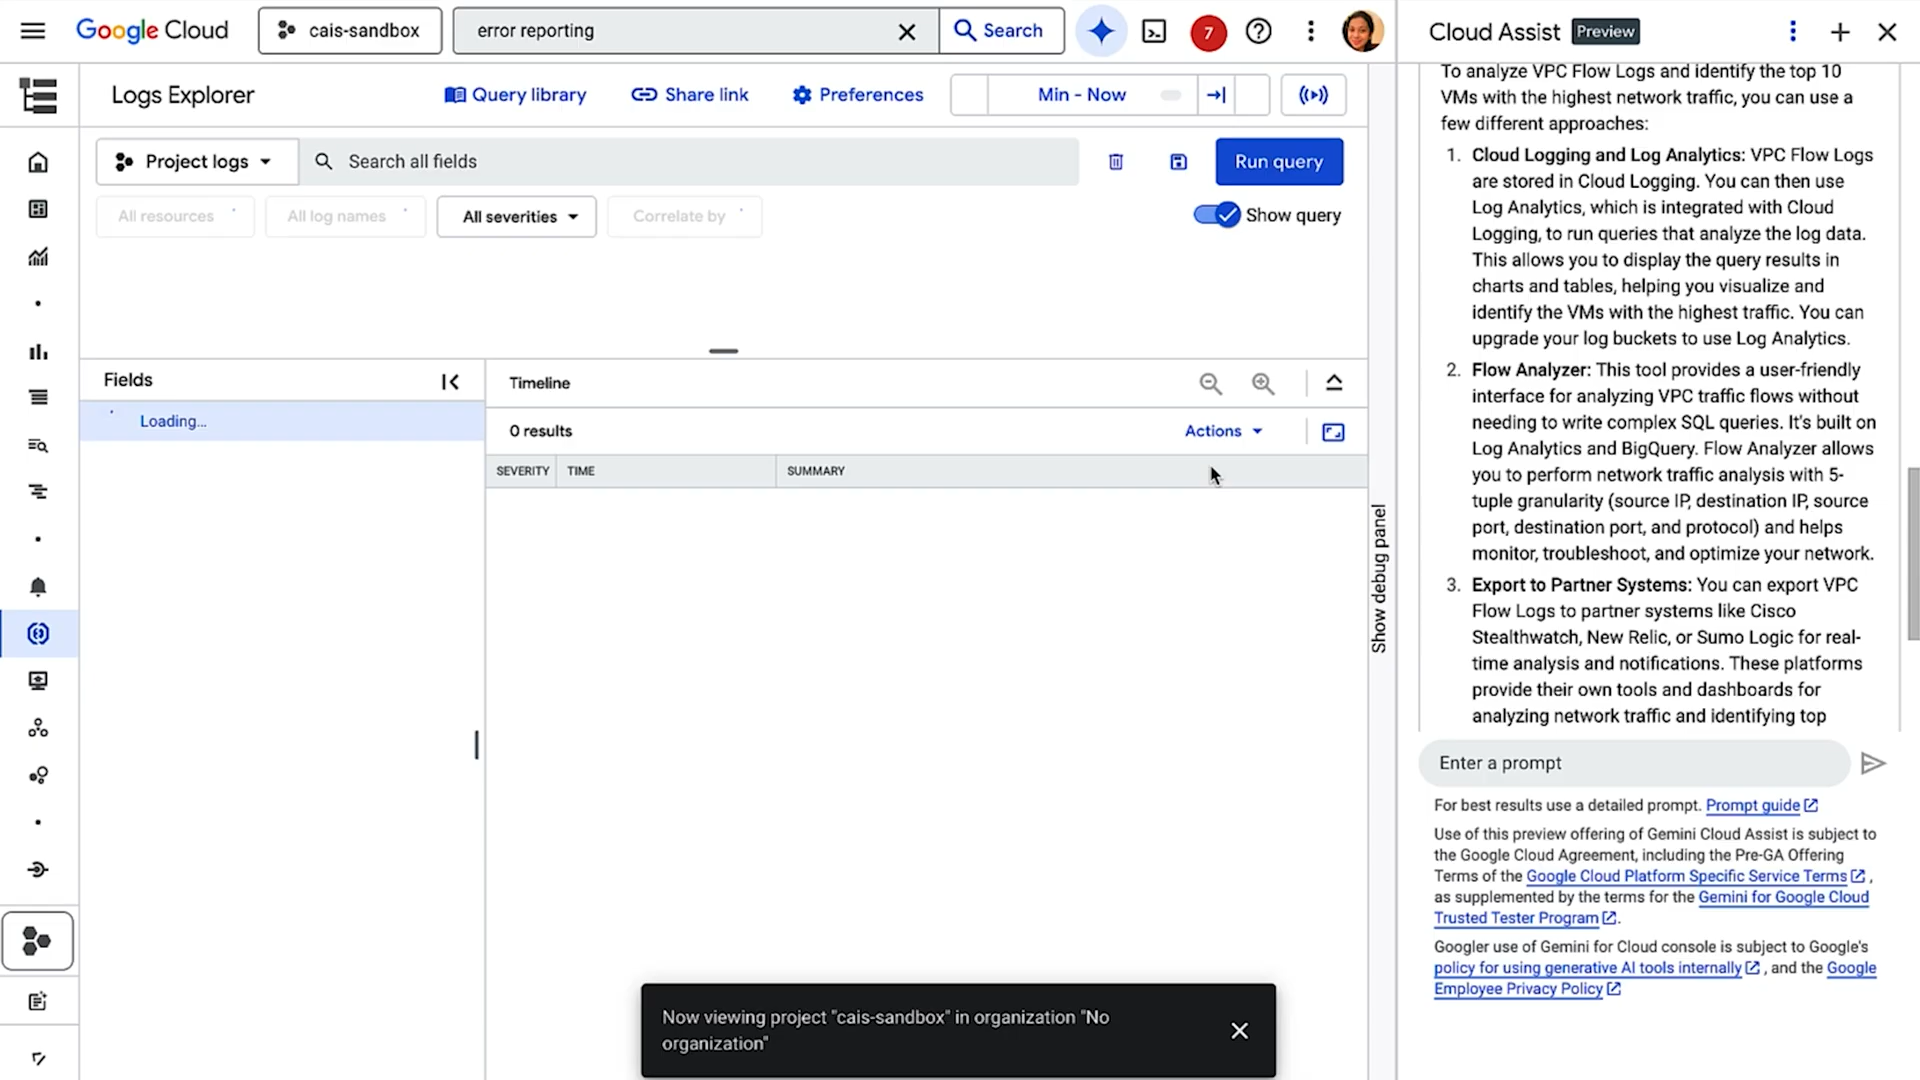 Google Cloud
cais-sandbox
error reporting
Search
7
Cloud Assist
Preview
Logs Explorer
Query library
Share link
Preferences
Min - Now
Project logs
Search all fields
Run query
All resources
All log names
All severities
Correlate by
Show query
Fields
Loading...
Timeline
0 results
Actions
SEVERITY
TIME
SUMMARY
Show debug panel
Now viewing project "cais-sandbox" in organization "No
organization"
To analyze VPC Flow Logs and identify the top 10
VMs with the highest network traffic, you can use a
few different approaches:
1. Cloud Logging and Log Analytics: VPC Flow Logs
are stored in Cloud Logging. You can then use
Log Analytics, which is integrated with Cloud
Logging, to run queries that analyze the log data.
This allows you to display the query results in
charts and tables, helping you visualize and
identify the VMs with the highest traffic. You can
upgrade your log buckets to use Log Analytics.
2. Flow Analyzer: This tool provides a user-friendly
interface for analyzing VPC traffic flows without
needing to write complex SQL queries. It's built on
Log Analytics and BigQuery. Flow Analyzer allows
you to perform network traffic analysis with 5-
tuple granularity (source IP, destination IP, source
port, destination port, and protocol) and helps
monitor, troubleshoot, and optimize your network.
3. Export to Partner Systems: You can export VPC
Flow Logs to partner systems like Cisco
Stealthwatch, New Relic, or Sumo Logic for real-
time analysis and notifications. These platforms
provide their own tools and dashboards for
analyzing network traffic and identifying top
Enter a prompt
For best results use a detailed prompt. Prompt guide
Use of this preview offering of Gemini Cloud Assist is subject to
the Google Cloud Agreement, including the Pre-GA Offering
Terms of the Google Cloud Platform Specific Service Terms ,
as supplemented by the terms for the Gemini for Google Cloud
Trusted Tester Program .
Googler use of Gemini for Cloud console is subject to Google's
policy for using generative AI tools internally , and the Google
Employee Privacy Policy